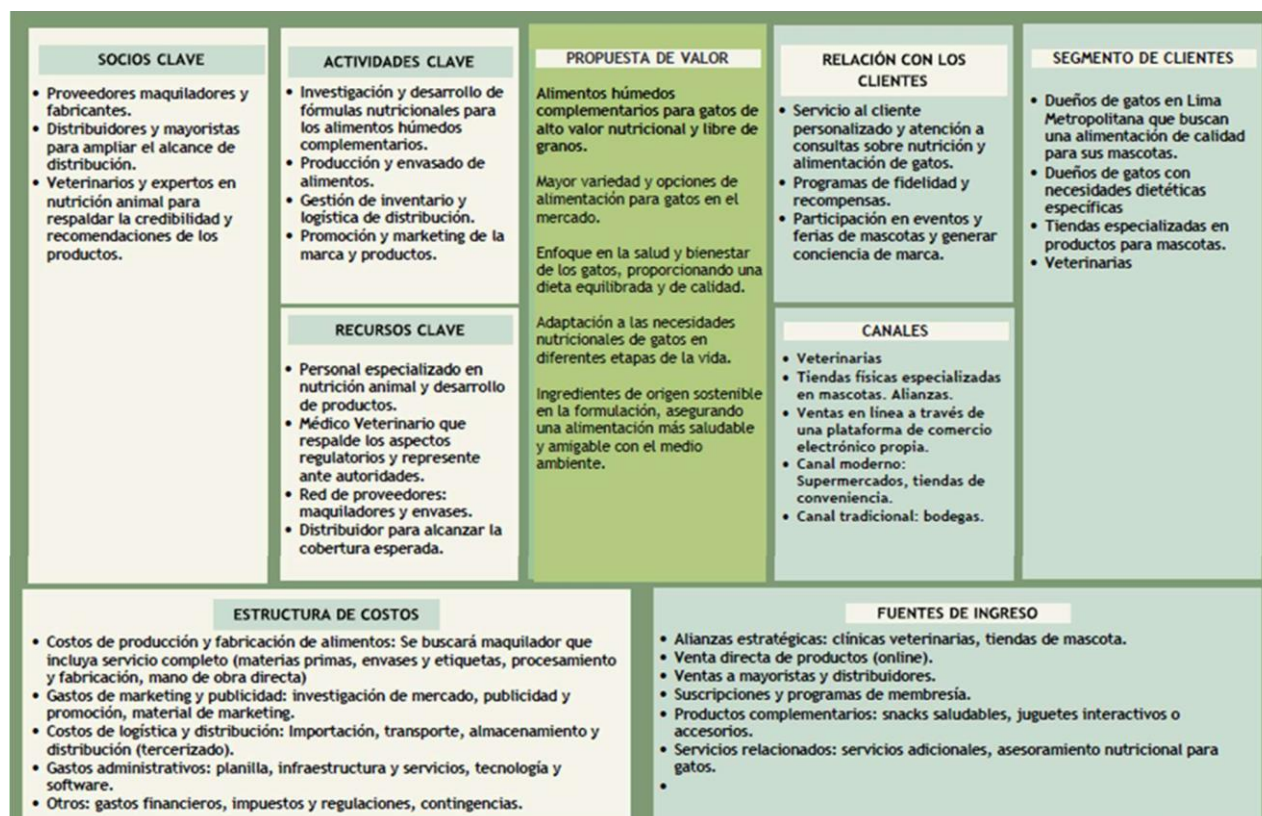 SOCIOS CLAVE
• Proveedores maquiladores y
fabricantes.
• Distribuidores y mayoristas
para ampliar el alcance de
distribución.
• Veterinarios y expertos en
nutrición animal para
respaldar la credibilidad y
recomendaciones de los
productos.
ACTIVIDADES CLAVE
• Investigación y desarrollo de
fórmulas nutricionales para
los alimentos húmedos
complementarios.
• Producción y envasado de
alimentos.
• Gestión de inventario y
logística de distribución.
• Promoción y marketing de la
marca y productos.
RECURSOS CLAVE
• Personal especializado en
nutrición animal y desarrollo
de productos.
• Médico Veterinario que
respalde los aspectos
regulatorios y represente
ante autoridades.
• Red de proveedores:
maquiladores y envases.
• Distribuidor para alcanzar la
cobertura esperada.
PROPUESTA DE VALOR
Alimentos húmedos
complementarios para gatos de
alto valor nutricional y libre de
granos.
Mayor variedad y opciones de
alimentación para gatos en el
mercado.
Enfoque en la salud y bienestar
de los gatos, proporcionando una
dieta equilibrada y de calidad.
Adaptación a las necesidades
nutricionales de gatos en
diferentes etapas de la vida.
Ingredientes de origen sostenible
en la formulación, asegurando
una alimentación más saludable
y amigable con el medio
ambiente.
RELACIÓN CON LOS
CLIENTES
• Servicio al cliente
personalizado y atención a
consultas sobre nutrición y
alimentación de gatos.
• Programas de fidelidad y
recompensas.
• Participación en eventos y
ferias de mascotas y generar
conciencia de marca.
CANALES
• Veterinarias
• Tiendas físicas especializadas
en mascotas. Alianzas.
• Ventas en línea a través de
una plataforma de comercio
electrónico propia.
• Canal moderno:
Supermercados, tiendas de
conveniencia.
• Canal tradicional: bodegas.
SEGMENTO DE CLIENTES
• Dueños de gatos en Lima
Metropolitana que buscan
una alimentación de calidad
para sus mascotas.
• Dueños de gatos con
necesidades dietéticas
específicas
• Tiendas especializadas en
productos para mascotas.
• Veterinarias
ESTRUCTURA DE COSTOS
• Costos de producción y fabricación de alimentos: Se buscará maquilador que
incluya servicio completo (materias primas, envases y etiquetas, procesamiento
y fabricación, mano de obra directa)
• Gastos de marketing y publicidad: investigación de mercado, publicidad y
promoción, material de marketing.
• Costos de logística y distribución: Importación, transporte, almacenamiento y
distribución (tercerizado).
• Gastos administrativos: planilla, infraestructura y servicios, tecnología y
software.
• Otros: gastos financieros, impuestos y regulaciones, contingencias.
FUENTES DE INGRESO
• Alianzas estratégicas: clínicas veterinarias, tiendas de mascota.
• Venta directa de productos (online).
• Ventas a mayoristas y distribuidores.
• Suscripciones y programas de membresía.
• Productos complementarios: snacks saludables, juguetes interactivos o
accesorios.
• Servicios relacionados: servicios adicionales, asesoramiento nutricional para
gatos.
•